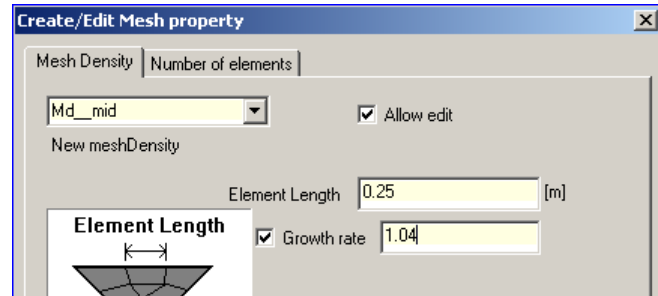 Create/Edit Mesh property
Mesh Density Number of elements
Md__mid Allow edit
New meshDensity
Element Length 0.25 [m]
Element Length
Growth rate 1.04